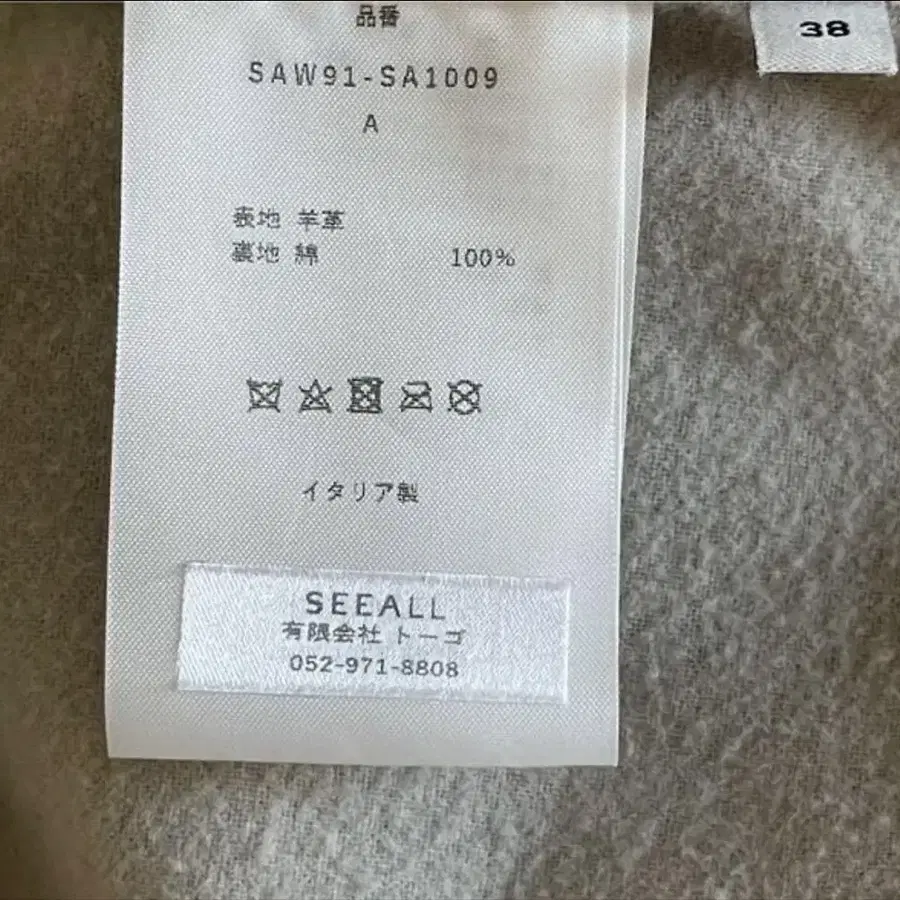 品番
38
SAW91-SA1009
A
表地 羊革
裏地 綿 100%
イタリア製
SEEALL
有限会社 トーゴ
052-971-8808